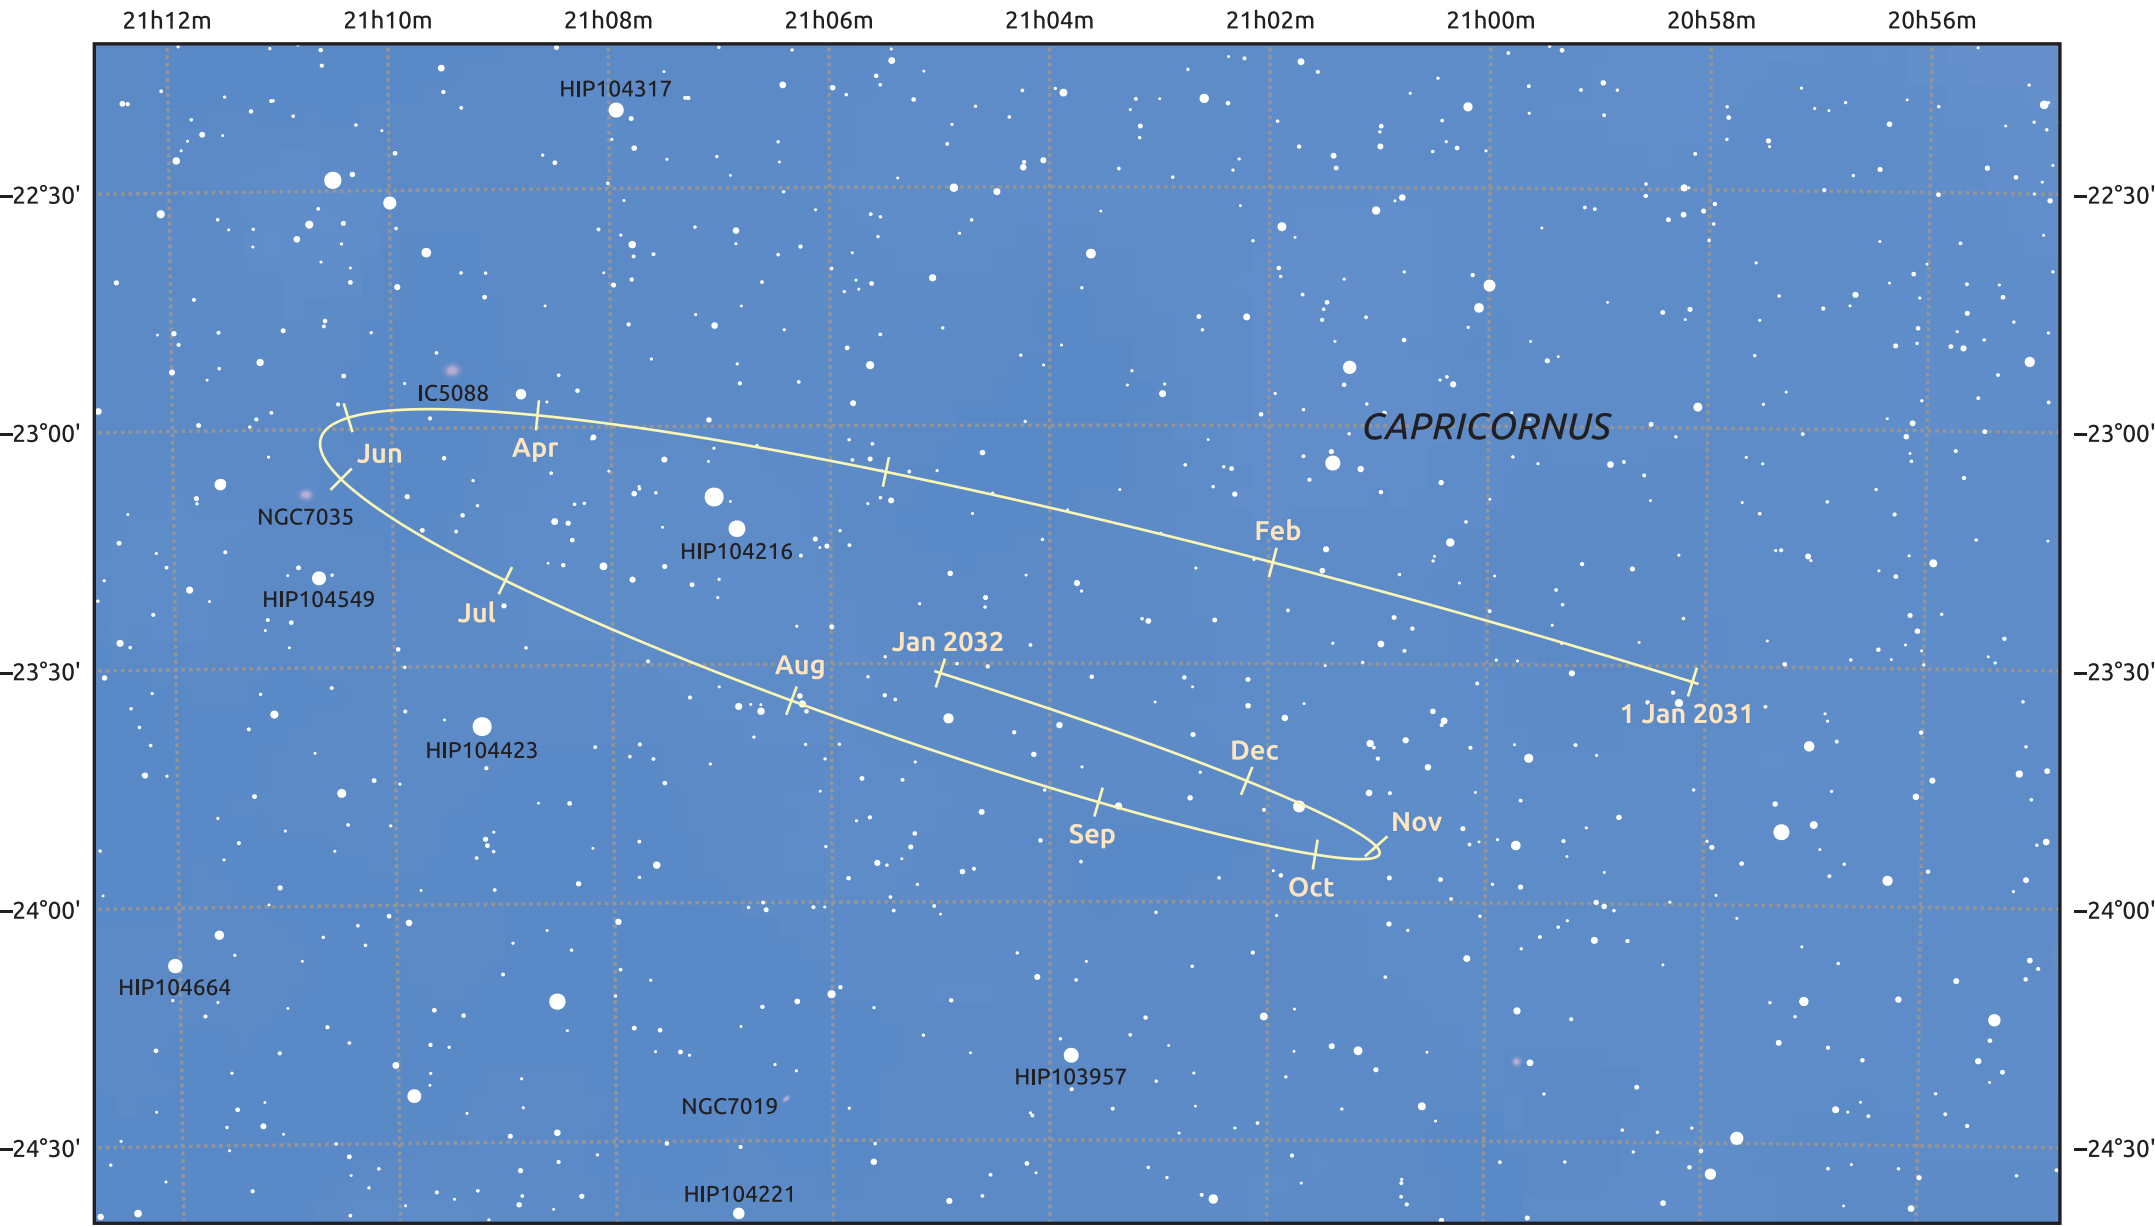 21h12m 21h10m 21h08m 21h06m 21h04m 21h02m 21h00m 20h58m 20h56m
HIP104317
–22°30' –22°30'
IC5088
CAPRICORNUS
–23°00' –23°00'
Apr
Jun
NGC7035
Feb
HIP104216
HIP104549
Jul
Jan 2032
Aug
–23°30' –23°30'
1 Jan 2031
HIP104423
Dec
Nov
Sep
Oct
–24°00' –24°00'
HIP104664
HIP103957
NGC7019
–24°30' –24°30'
HIP104221